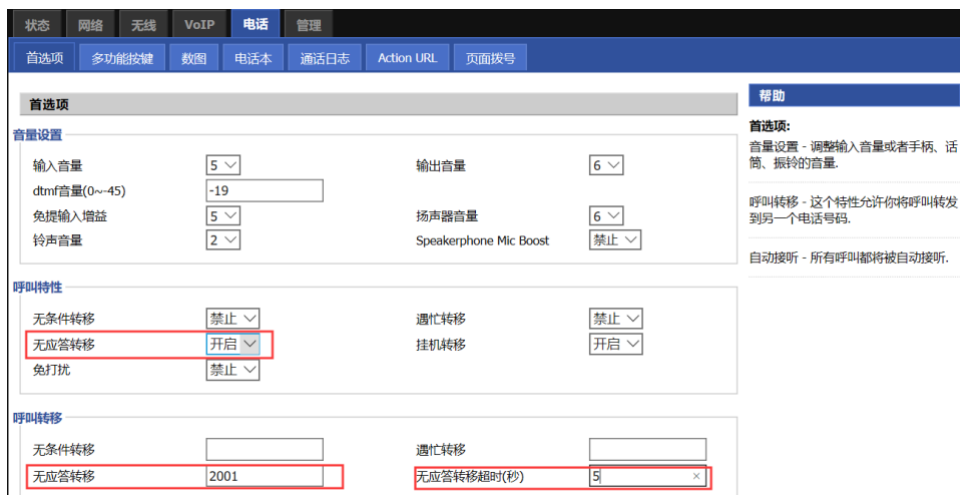 状态 网络 无线 VoIP 电话 管理
首选项 多功能按键 数图 电话本 通话日志 Action URL 页面拨号
首选项
音量设置
输入音量 5 输出音量 6
dtmf音量(0~-45) -19
免提输入增益 5 扬声器音量 6
铃声音量 2 Speakerphone Mic Boost 禁止
呼叫特性
无条件转移 禁止 遇忙转移 禁止
无应答转移 开启 挂机转移 开启
免打扰 禁止
呼叫转移
无条件转移 遇忙转移
无应答转移 2001 无应答转移超时(秒) 5 ×
帮助
首选项:
音量设置 - 调整输入音量或者手柄、话
筒、振铃的音量.
呼叫转移 - 这个特性允许你将呼叫转发
到另一个电话号码.
自动接听 - 所有呼叫都将被自动接听.